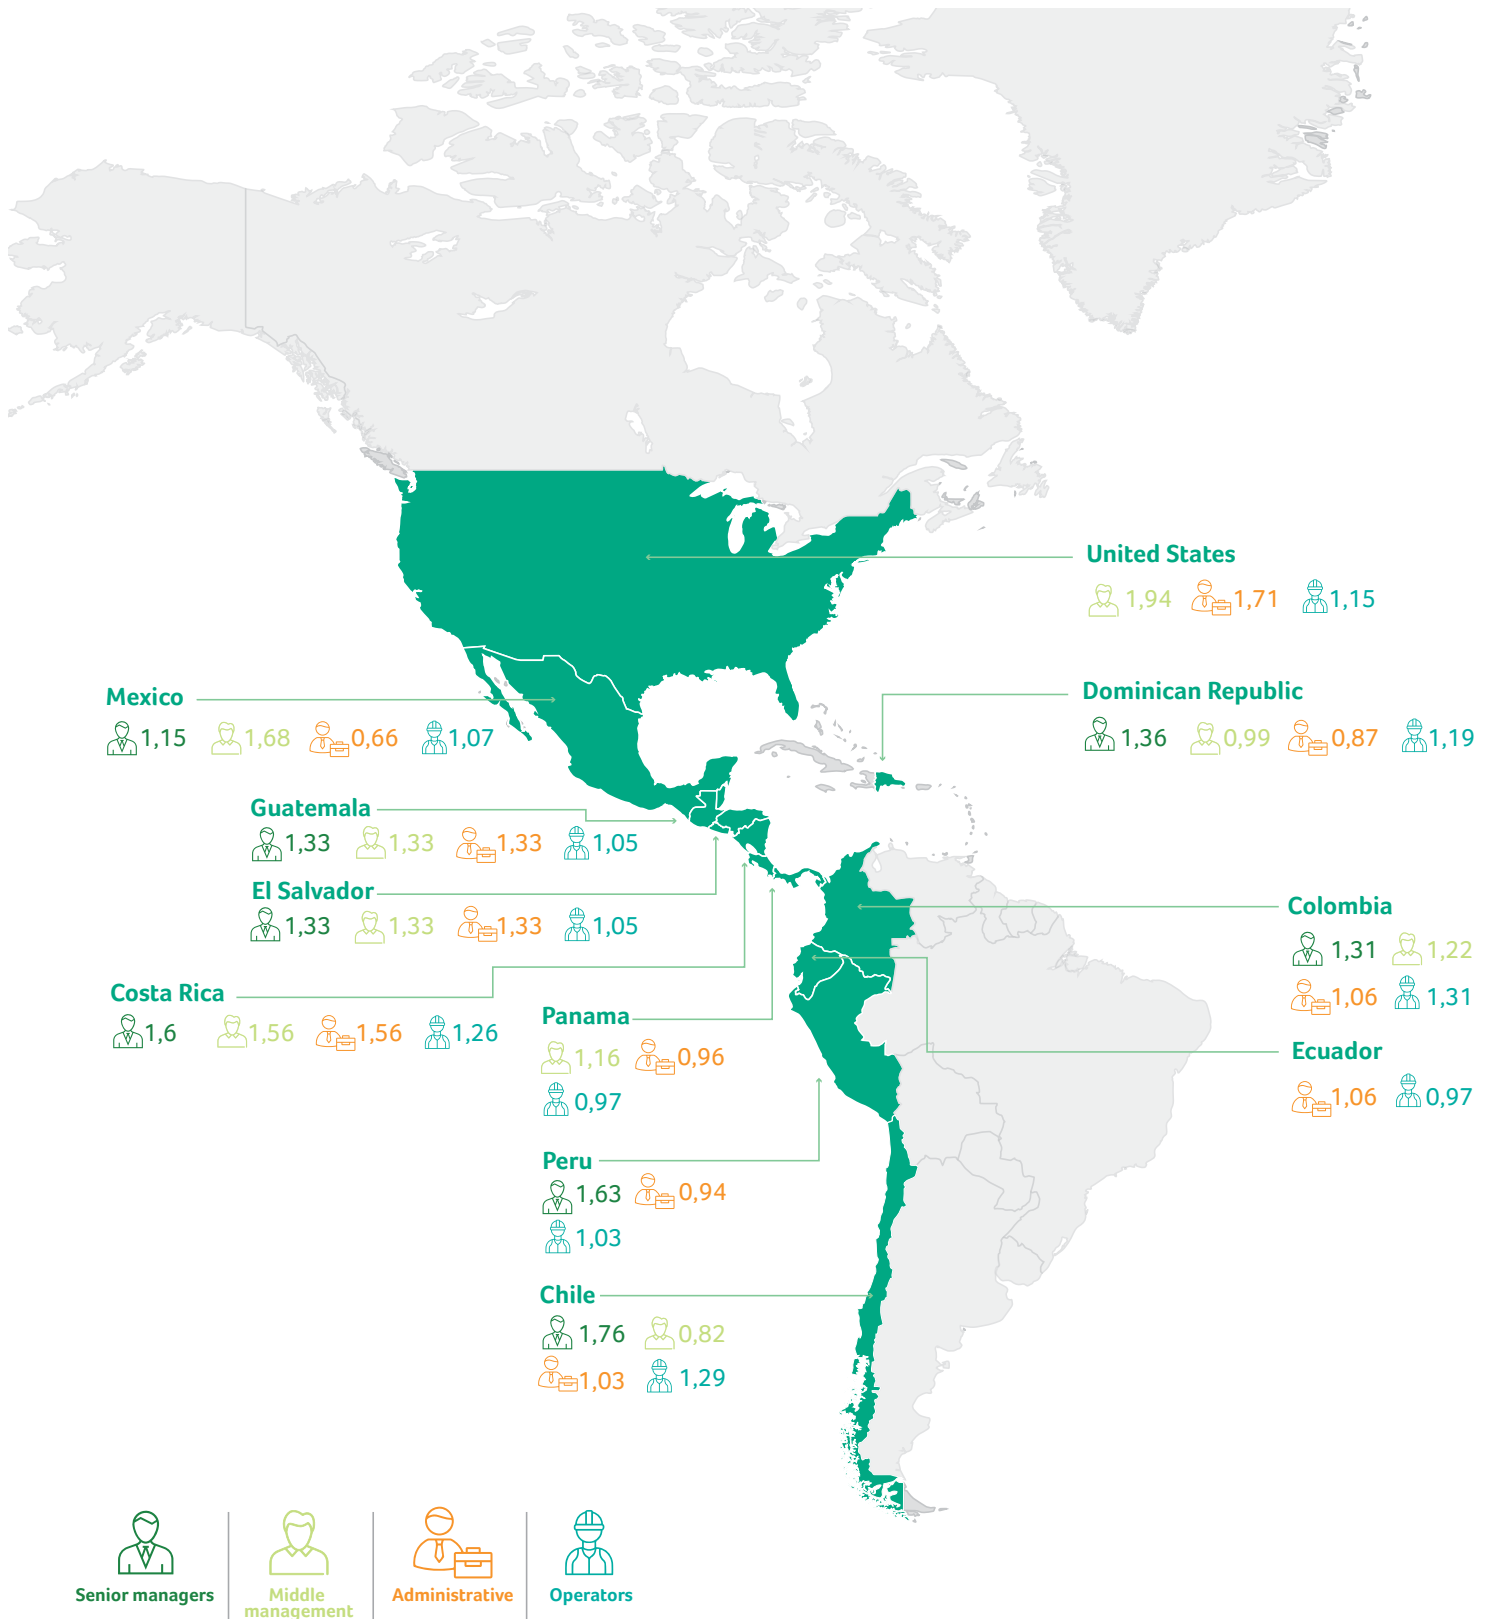 United States
1,94 1,71 1,15
Mexico
1,15 1,68 0,66 1,07
Dominican Republic
1,36 0,99 0,87 1,19
Guatemala
1,33 1,33 1,33 1,05
El Salvador
1,33 1,33 1,33 1,05
Colombia
1,31 1,22
1,06 1,31
Costa Rica
1,6 1,56 1,56 1,26
Panama
1,16 0,96
0,97
Ecuador
1,06 0,97
Peru
1,63 0,94
1,03
Chile
1,76 0,82
1,03 1,29
Senior managers
Middle
management
Administrative
Operators